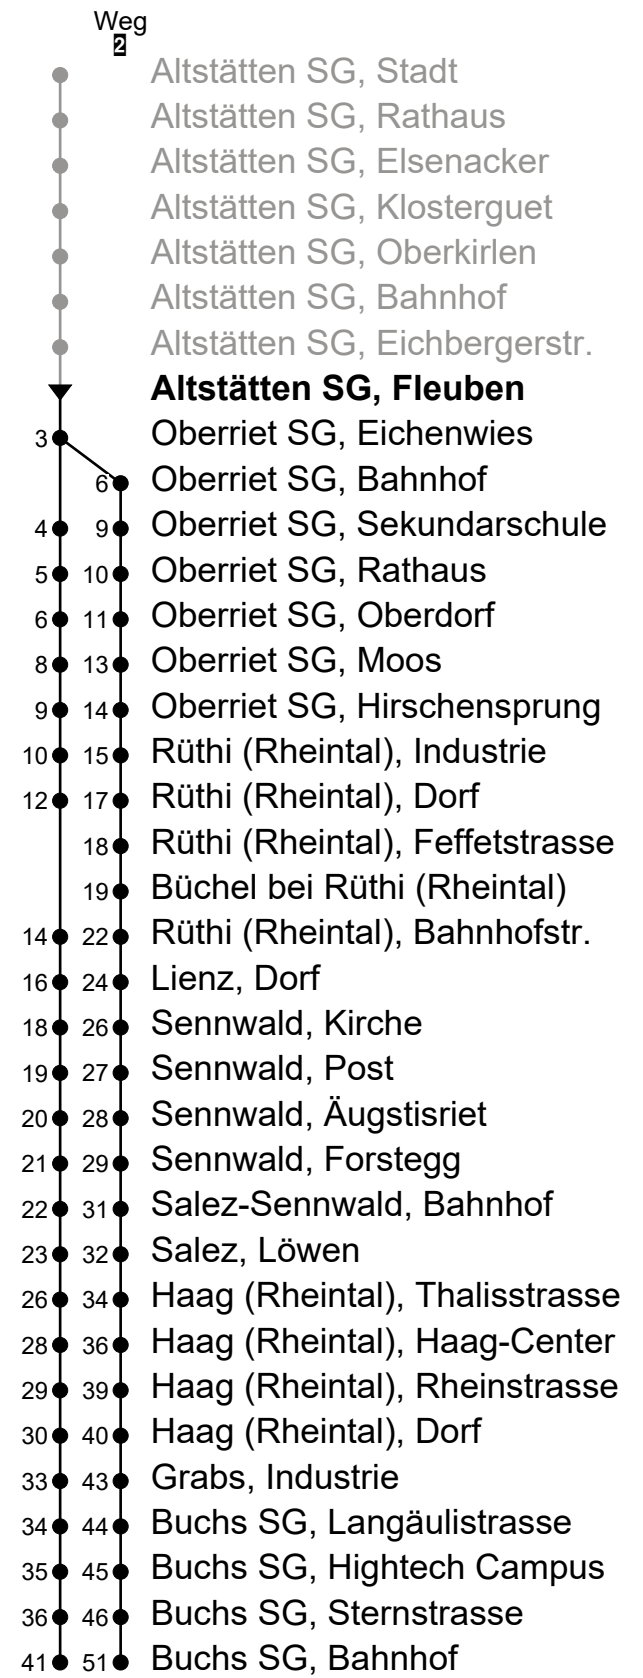 Weg
2
Altstätten SG, Stadt
Altstätten SG, Rathaus
Altstätten SG, Elsenacker
Altstätten SG, Klosterguet
Altstätten SG, Oberkirlen
Altstätten SG, Bahnhof
Altstätten SG, Eichbergerstr.
Altstätten SG, Fleuben
3 Oberriet SG, Eichenwies
6 Oberriet SG, Bahnhof
4 9 Oberriet SG, Sekundarschule
5 10 Oberriet SG, Rathaus
6 11 Oberriet SG, Oberdorf
8 13 Oberriet SG, Moos
9 14 Oberriet SG, Hirschensprung
10 15 Rüthi (Rheintal), Industrie
12 17 Rüthi (Rheintal), Dorf
18 Rüthi (Rheintal), Feffetstrasse
19 Büchel bei Rüthi (Rheintal)
14 22 Rüthi (Rheintal), Bahnhofstr.
16 24 Lienz, Dorf
18 26 Sennwald, Kirche
19 27 Sennwald, Post
20 28 Sennwald, Äugstisriet
21 29 Sennwald, Forstegg
22 31 Salez-Sennwald, Bahnhof
23 32 Salez, Löwen
26 34 Haag (Rheintal), Thalisstrasse
28 36 Haag (Rheintal), Haag-Center
29 39 Haag (Rheintal), Rheinstrasse
30 40 Haag (Rheintal), Dorf
33 43 Grabs, Industrie
34 44 Buchs SG, Langäulistrasse
35 45 Buchs SG, Hightech Campus
36 46 Buchs SG, Sternstrasse
41 51 Buchs SG, Bahnhof